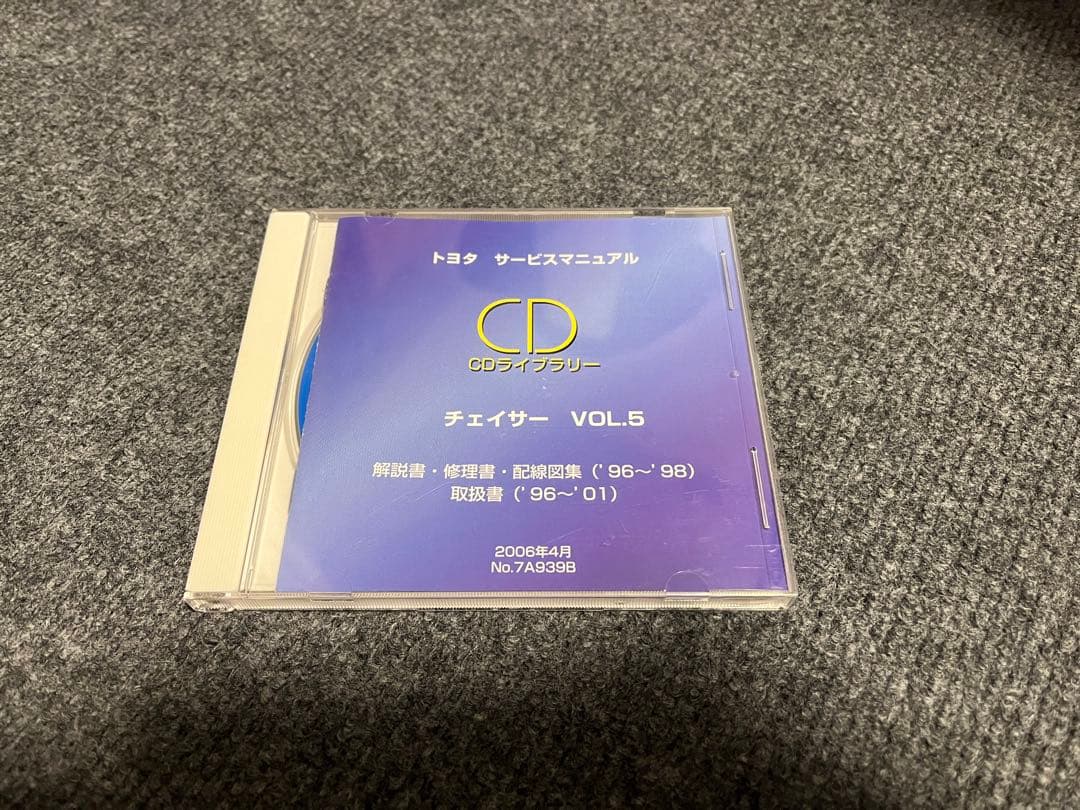 トヨタ　サービスマニュアル
CD
CDライブラリー
チェイサー　VOL.5
解説書・修理書・配線図集（'96〜'98）
取扱書（'96〜'01）
2006年4月
No.7A939B